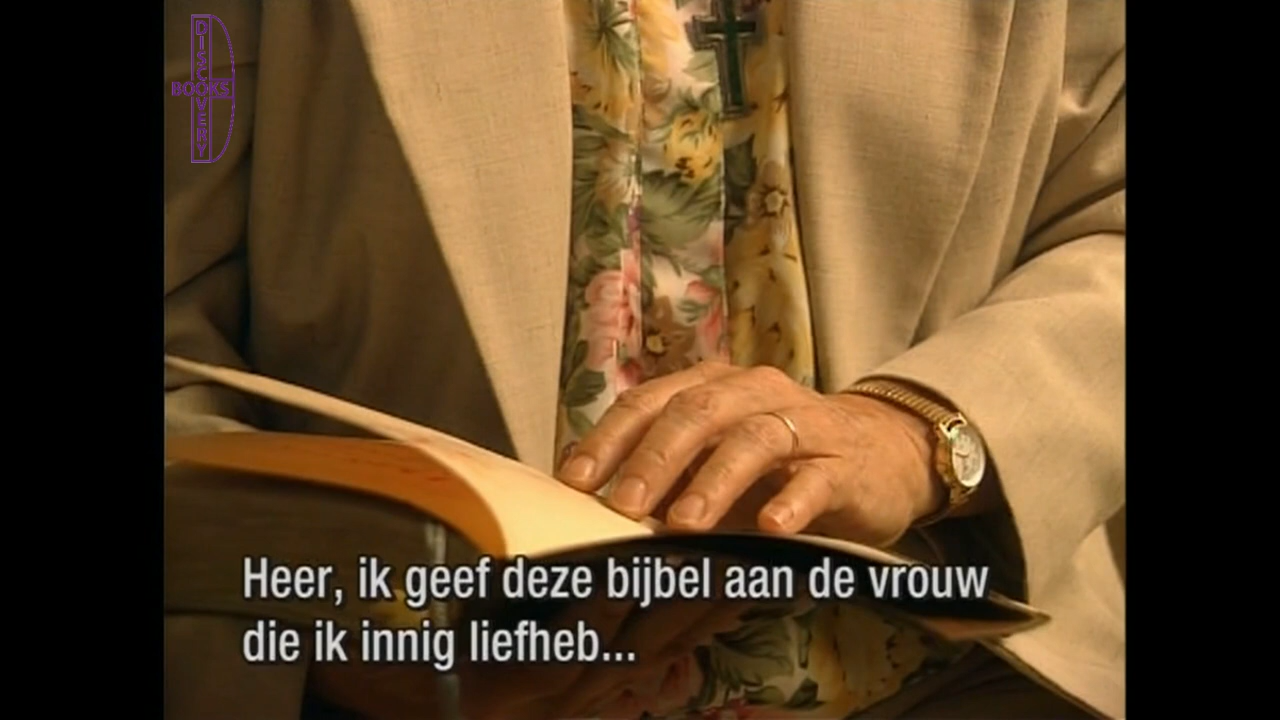 DISCOVERY
BOOKS
Heer, ik geef deze bijbel aan de vrouw
die ik innig liefheb...